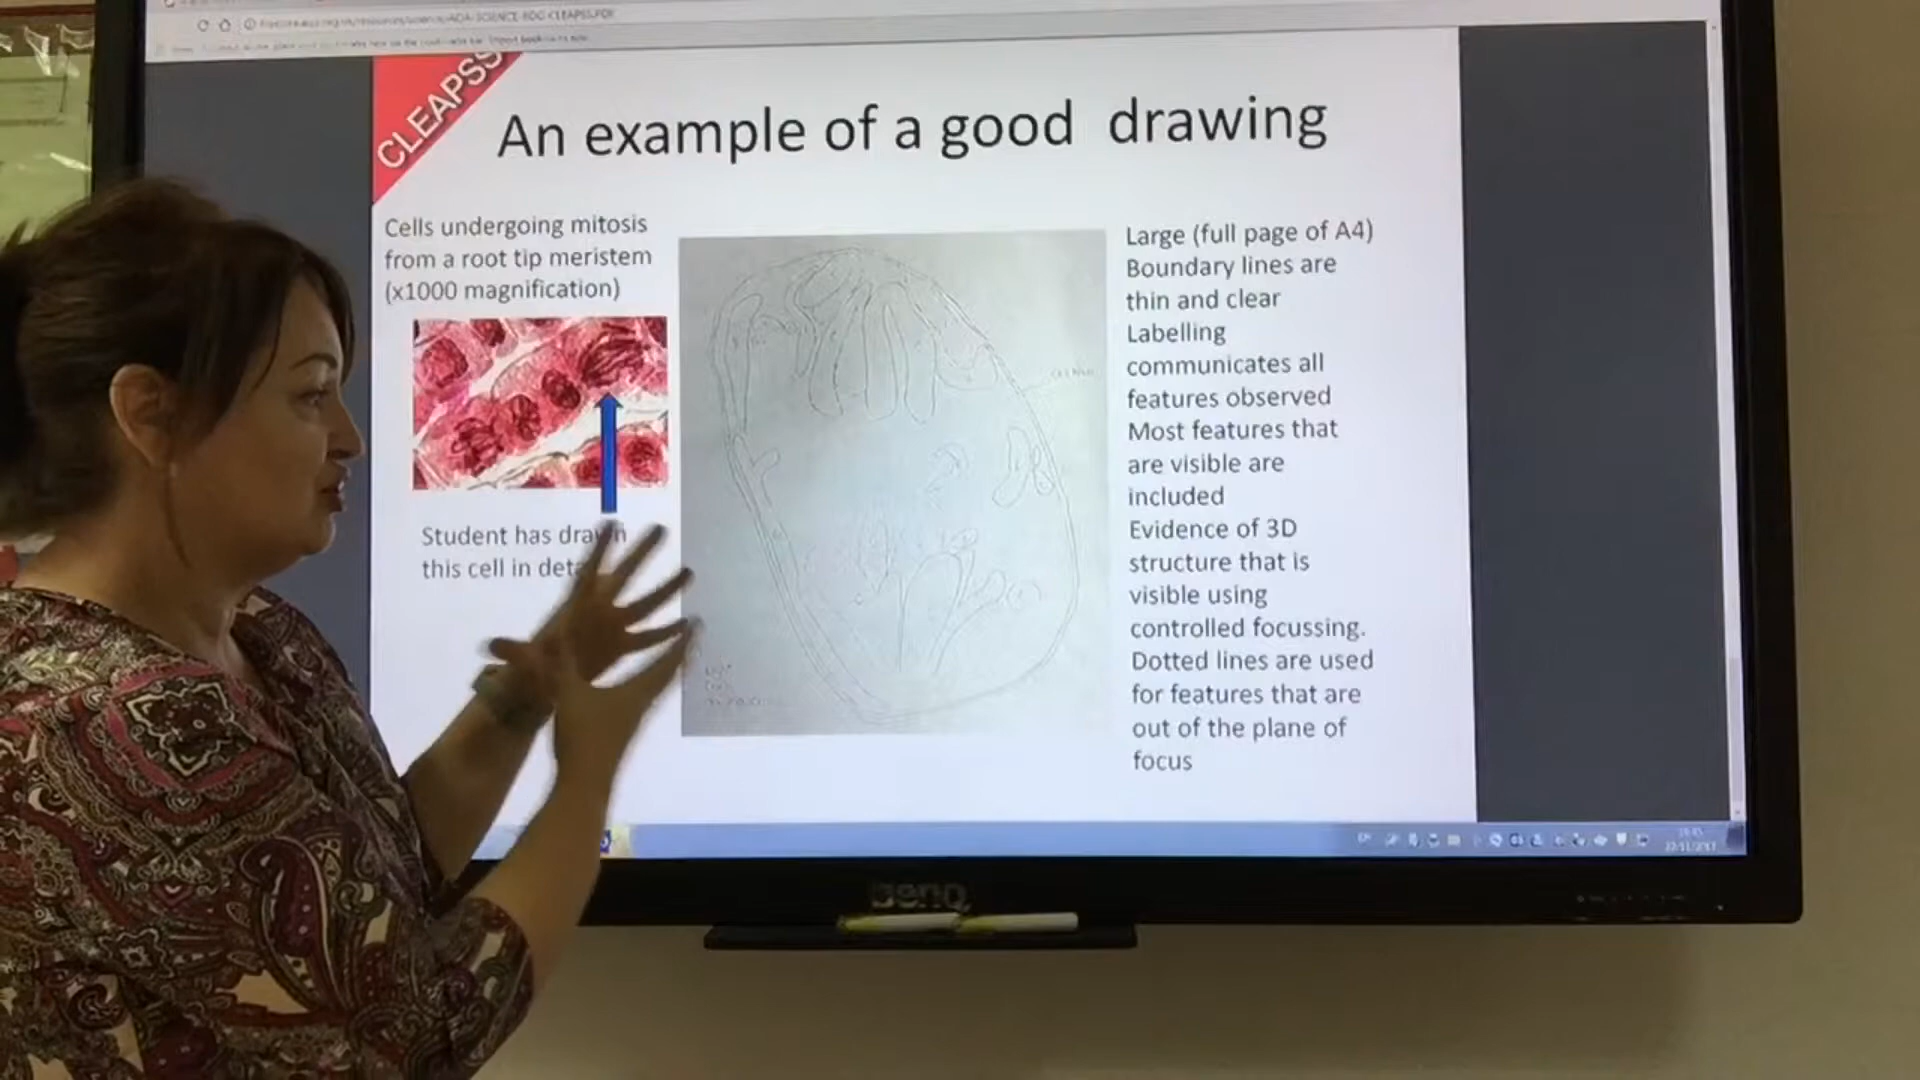 CLEAPSS
An example of a good drawing
Cells undergoing mitosis
from a root tip meristem
(x1000 magnification)
Student has drawn
this cell in
Large (full page of A4)
Boundary lines are
thin and clear
Labelling
communicates all
features observed
Most features that
are visible are
included
Evidence of 3D
structure that is
visible using
controlled focussing.
Dotted lines are used
for features that are
out of the plane of
focus
BenQ